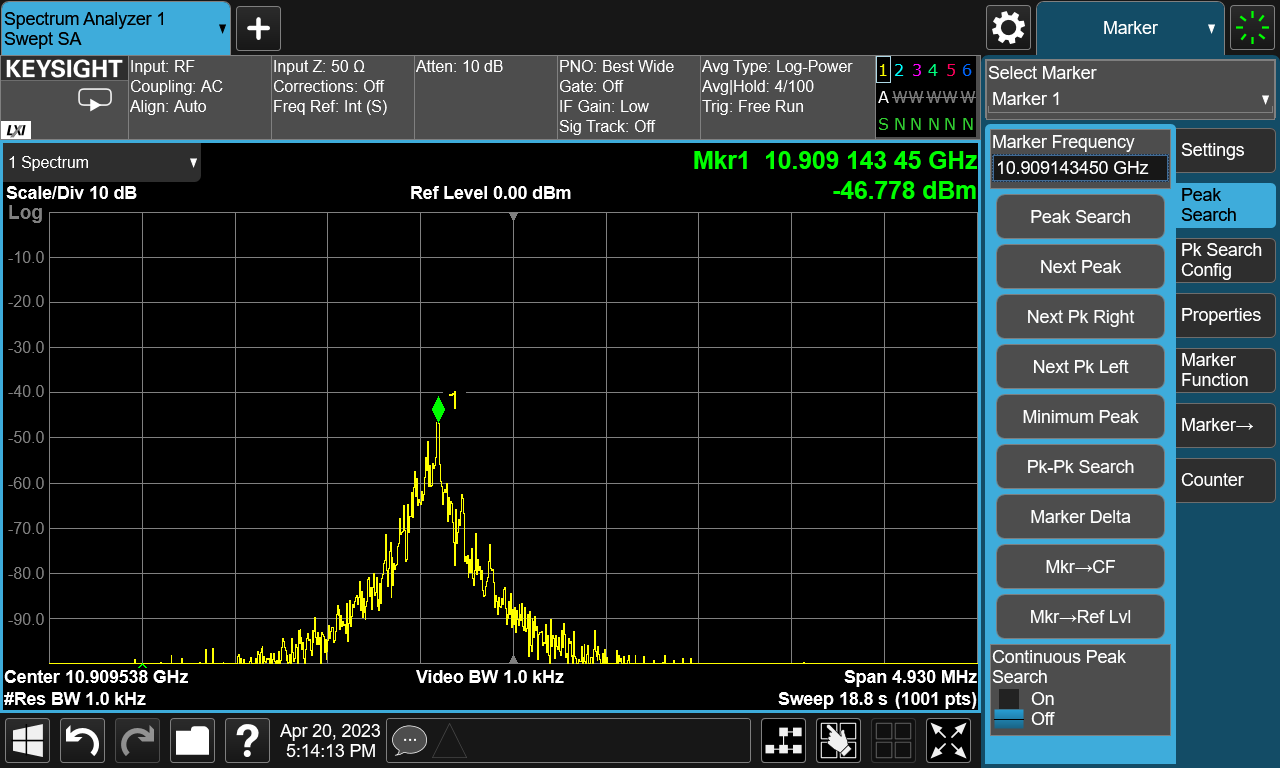 Spectrum Analyzer 1
Swept SA
Marker
KEYSIGHT
LXI
Input: RF
Coupling: AC
Align: Auto
Input Z: 50 Ω
Corrections: Off
Freq Ref: Int (S)
Atten: 10 dB
PNO: Best Wide
Gate: Off
IF Gain: Low
Sig Track: Off
Avg Type: Log-Power
Avg|Hold: 4/100
Trig: Free Run
1 2 3 4 5 6
A W W W W W
S N N N N N
1 Spectrum
Mkr1 10.909 143 45 GHz
-46.778 dBm
Scale/Div 10 dB
Ref Level 0.00 dBm
Log
-10.0
-20.0
-30.0
-40.0
-50.0
-60.0
-70.0
-80.0
-90.0
1
Center 10.909538 GHz
Video BW 1.0 kHz
Span 4.930 MHz
#Res BW 1.0 kHz
Sweep 18.8 s (1001 pts)
Select Marker
Marker 1
Marker Frequency
10.909143450 GHz
Peak Search
Next Peak
Next Pk Right
Next Pk Left
Minimum Peak
Pk-Pk Search
Marker Delta
Mkr→CF
Mkr→Ref Lvl
Continuous Peak
Search
On
Off
Settings
Peak
Search
Pk Search
Config
Properties
Marker
Function
Marker→
Counter
?
Apr 20, 2023
5:14:13 PM